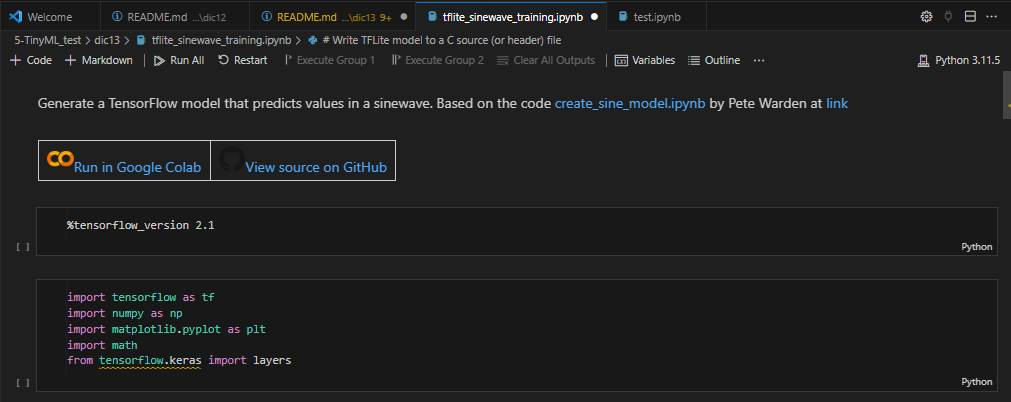 Welcome README.md ...\dic12 README.md ...\dic13 9+ tflite_sinewave_training.ipynb test.ipynb
5-TinyML_test > dic13 > tflite_sinewave_training.ipynb > # Write TFLite model to a C source (or header) file
+ Code + Markdown Run All Restart Execute Group 1 Execute Group 2 Clear All Outputs Variables Outline ... Python 3.11.5
Generate a TensorFlow model that predicts values in a sinewave. Based on the code create_sine_model.ipynb by Pete Warden at link
Run in Google Colab View source on GitHub
%tensorflow_version 2.1
[ ] Python
import tensorflow as tf
import numpy as np
import matplotlib.pyplot as plt
import math
from tensorflow.keras import layers
[ ] Python